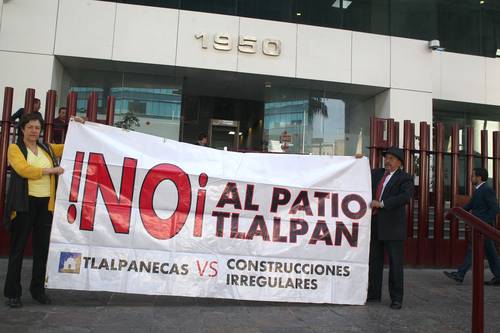 1950
!NO¡ AL PATIO
TLALPAN
TLALPANECAS VS CONSTRUCCIONES
IRREGULARES